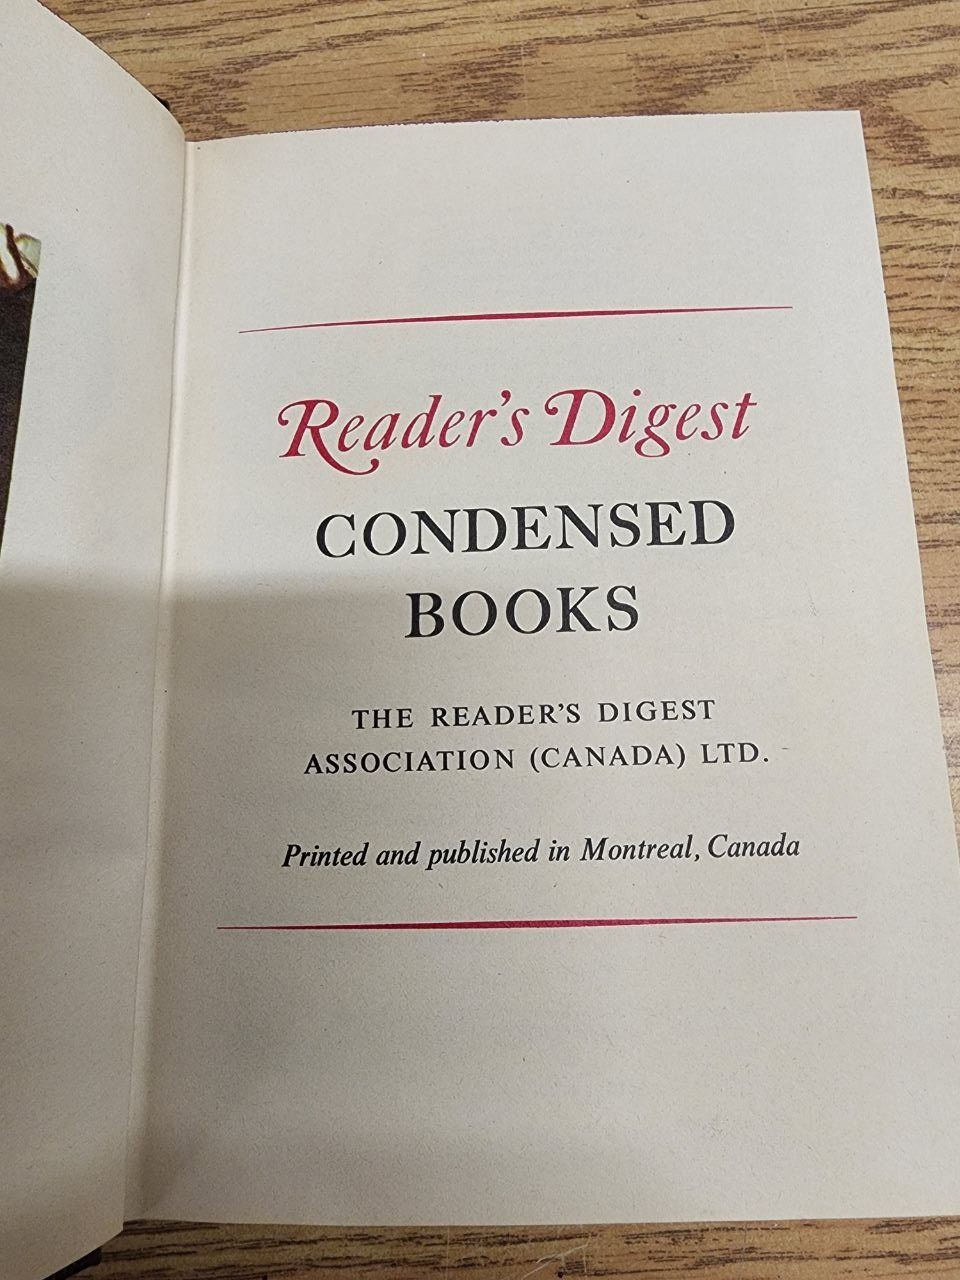 Reader's Digest
CONDENSED
BOOKS
THE READER'S DIGEST
ASSOCIATION (CANADA) LTD.
Printed and published in Montreal, Canada